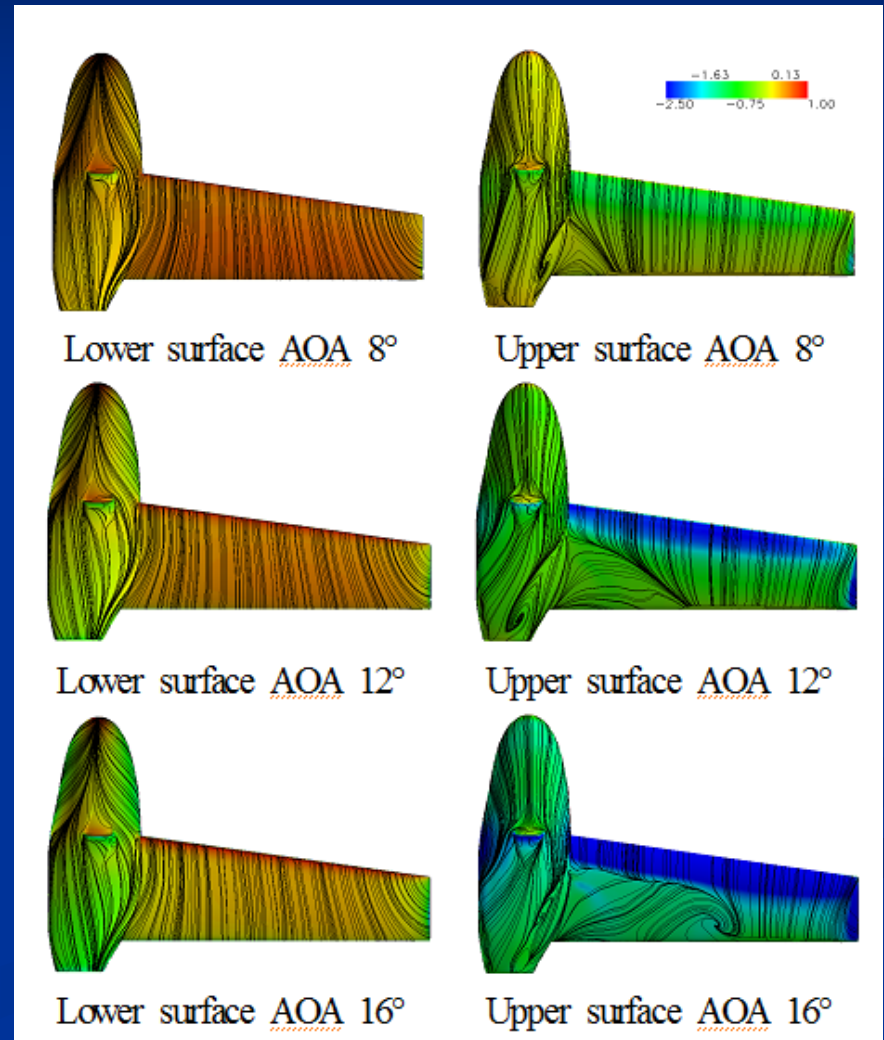 −1.63 0.13
−2.50 −0.75 1.00
Lower surface AOA 8°
Upper surface AOA 8°
Lower surface AOA 12°
Upper surface AOA 12°
Lower surface AOA 16°
Upper surface AOA 16°